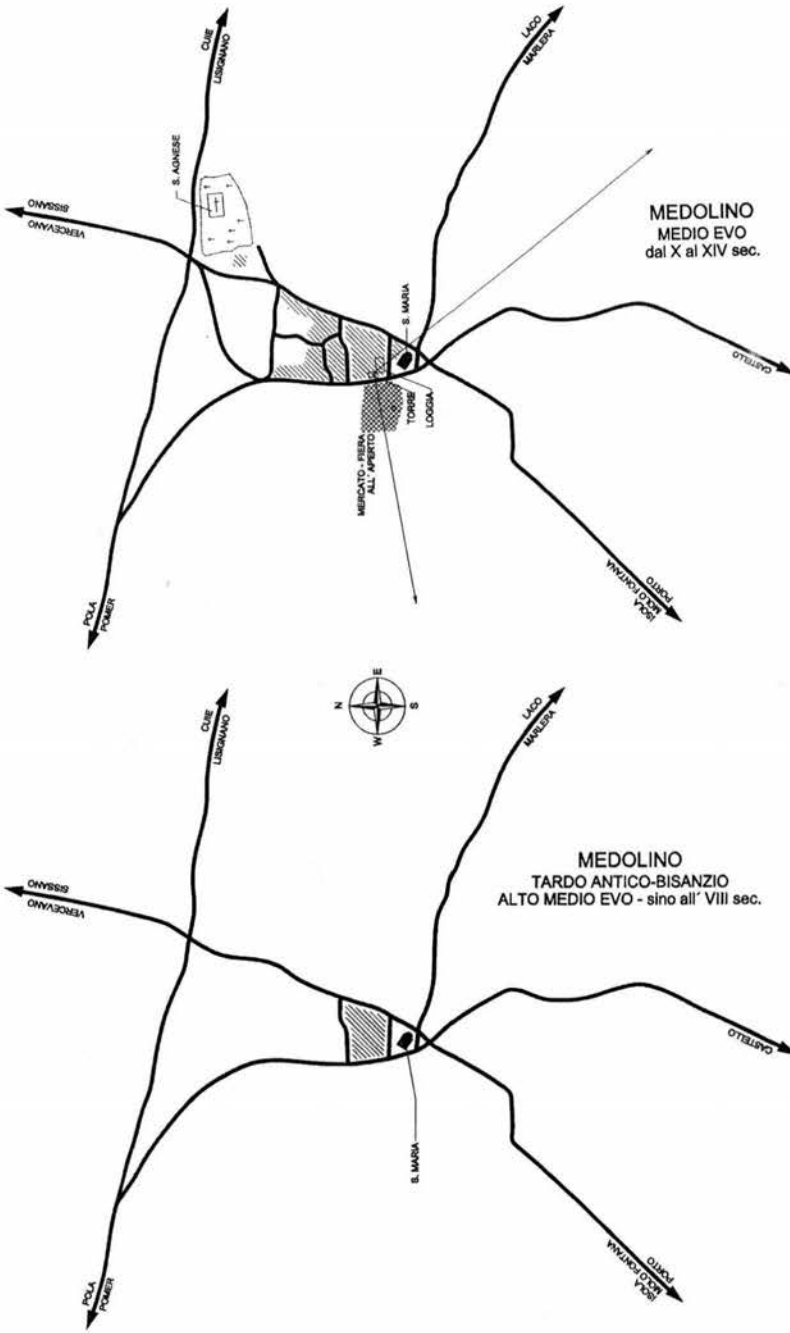 CUIE
LISIGNANO
S. AGNESE
BISSANO
VERCEVANO
LACO
MARLERA
MEDOLINO
MEDIO EVO
dal X al XIV sec.
S. MARIA
MERCATO - FIERA
ALL' APERTO
TORRE
LOGGIA
CASTELLO
POLA
POMER
ISOLA
MOLO FONTANA
PORTO
N
W
E
S
CUIE
LISIGNANO
BISSANO
VERCEVANO
LACO
MARLERA
MEDOLINO
TARDO ANTICO-BISANZIO
ALTO MEDIO EVO - sino all' VIII sec.
S. MARIA
CASTELLO
POLA
POMER
ISOLA
MOLO FONTANA
PORTO